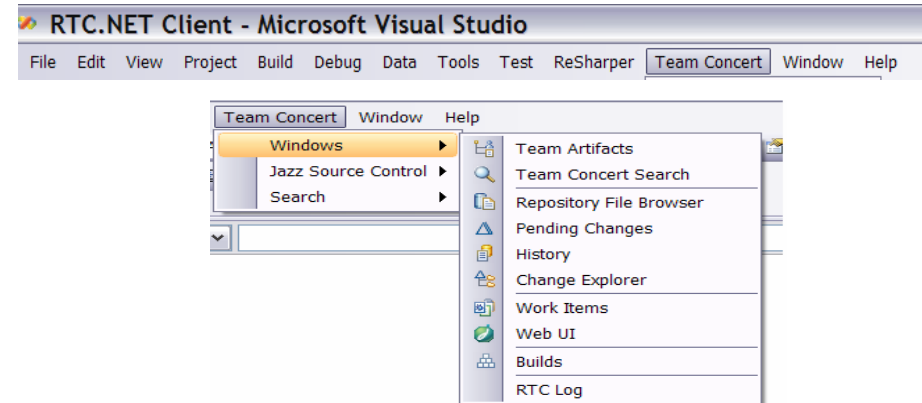 RTC.NET Client - Microsoft Visual Studio
File Edit View Project Build Debug Data Tools Test ReSharper Team Concert Window Help
Team Concert Window Help
Windows
Jazz Source Control
Search
Team Artifacts
Team Concert Search
Repository File Browser
Pending Changes
History
Change Explorer
Work Items
Web UI
Builds
RTC Log